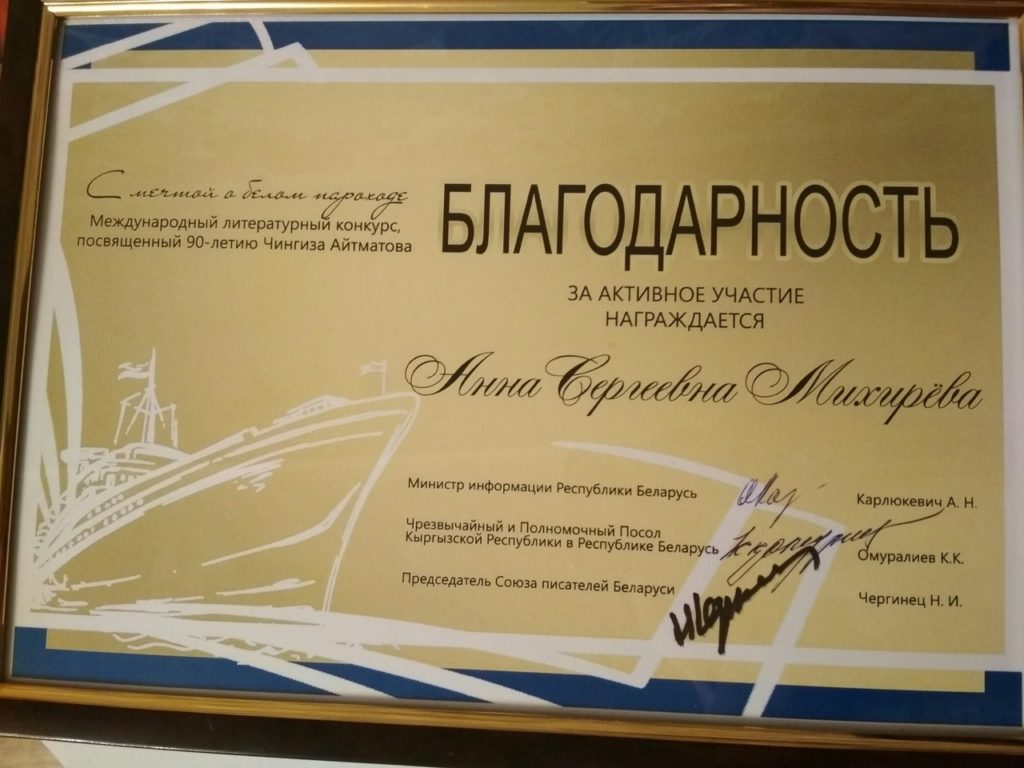 С мечтой о белом пароходе
Международный литературный конкурс,
посвященный 90-летию Чингиза Айтматова
БЛАГОДАРНОСТЬ
ЗА АКТИВНОЕ УЧАСТИЕ
НАГРАЖДАЕТСЯ
Анна Сергеевна Михирёва
Министр информации Республики Беларусь
Карлюкевич А. Н.
Чрезвычайный и Полномочный Посол
Кыргызской Республики в Республике Беларусь
Омуралиев К.К.
Председатель Союза писателей Беларуси
Чергинец Н. И.